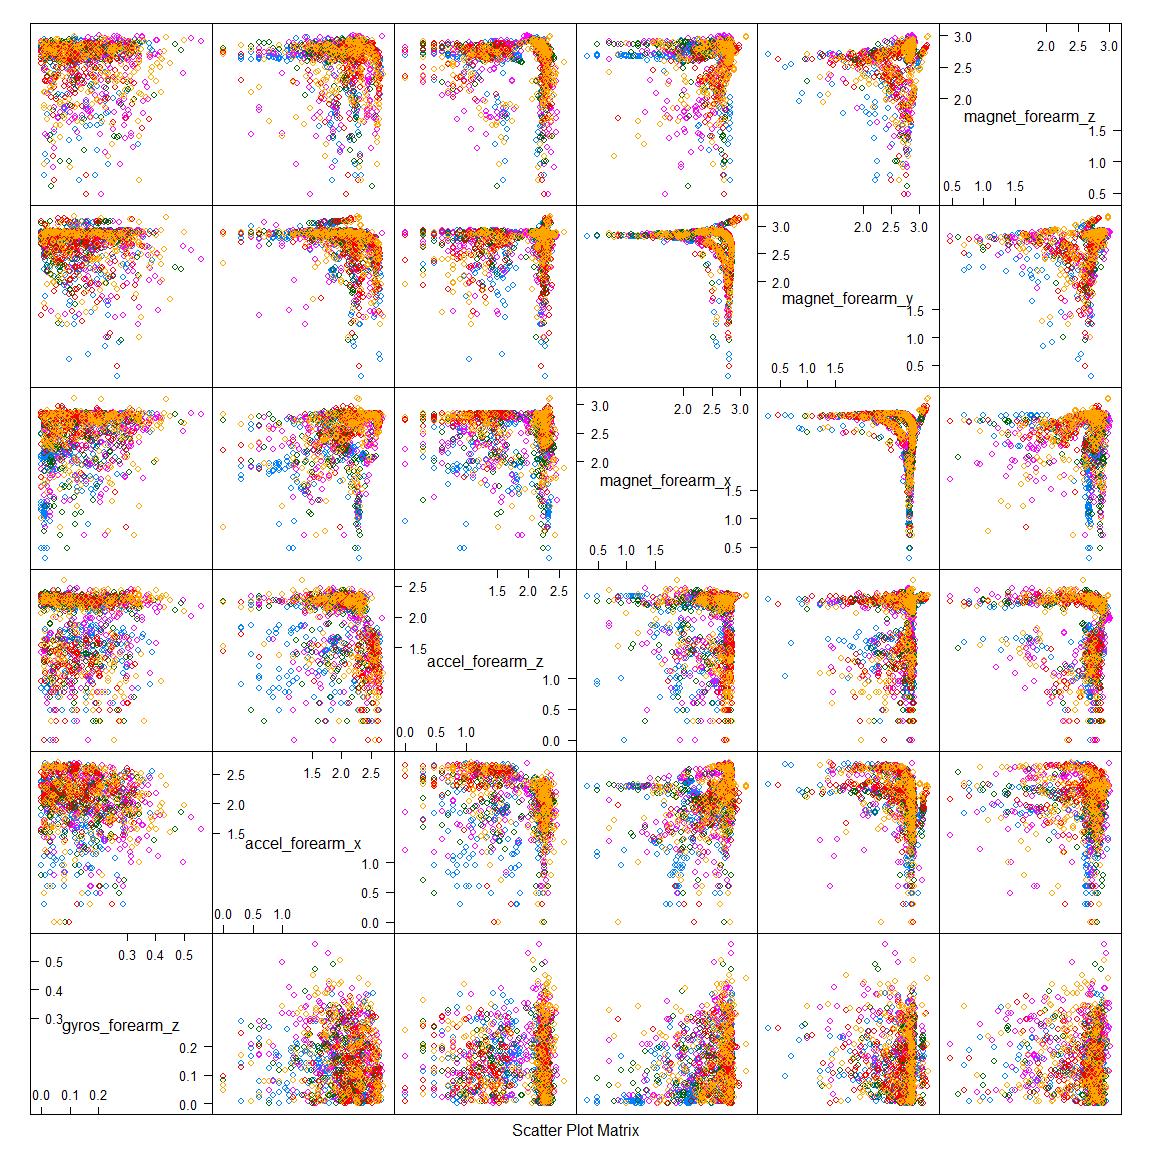 2.0 2.5 3.0
3.0
2.5
2.0
magnet_forearm_z
1.5
1.0
0.5
0.5 1.0 1.5
2.0 2.5 3.0
3.0
2.5
2.0
magnet_forearm_y
1.5
1.0
0.5
0.5 1.0 1.5
2.0 2.5 3.0
3.0
2.5
2.0
magnet_forearm_x
1.5
1.0
0.5
0.5 1.0 1.5
1.5 2.0 2.5
2.5
2.0
1.5
accel_forearm_z
1.0
0.5
0.0
0.0 0.5 1.0
1.5 2.0 2.5
2.5
2.0
1.5
accel_forearm_x
1.0
0.5
0.0
0.0 0.5 1.0
0.3 0.4 0.5
0.5
0.4
0.3
gyros_forearm_z
0.2
0.1
0.0
0.0 0.1 0.2
Scatter Plot Matrix